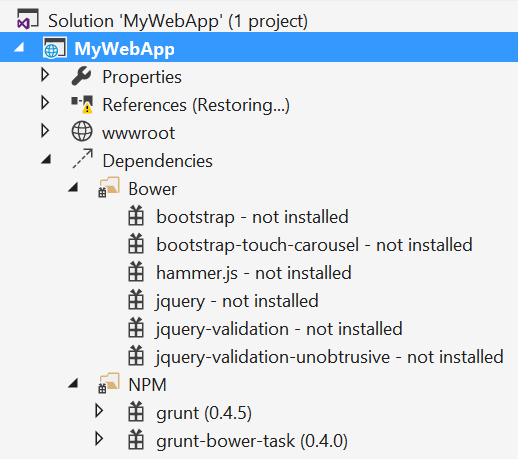 Solution 'MyWebApp' (1 project)
MyWebApp
Properties
References (Restoring...)
wwwroot
Dependencies
Bower
bootstrap - not installed
bootstrap-touch-carousel - not installed
hammer.js - not installed
jquery - not installed
jquery-validation - not installed
jquery-validation-unobtrusive - not installed
NPM
grunt (0.4.5)
grunt-bower-task (0.4.0)